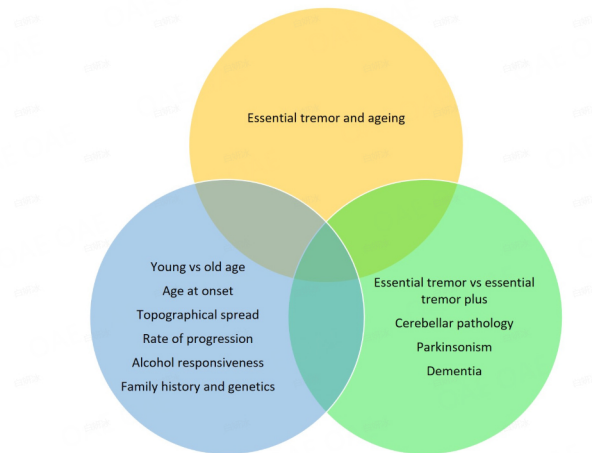 Essential tremor and ageing
Young vs old age
Age at onset
Topographical spread
Rate of progression
Alcohol responsiveness
Family history and genetics
Essential tremor vs essential
tremor plus
Cerebellar pathology
Parkinsonism
Dementia